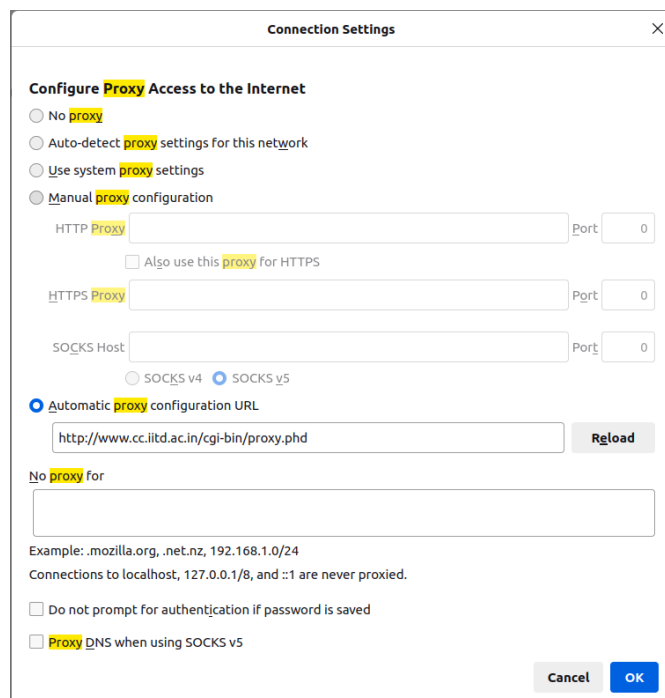 Connection Settings
Configure Proxy Access to the Internet
No proxy
Auto-detect proxy settings for this network
Use system proxy settings
Manual proxy configuration
HTTP Proxy Port 0
Also use this proxy for HTTPS
HTTPS Proxy Port 0
SOCKS Host Port 0
SOCKS v4 SOCKS v5
Automatic proxy configuration URL
http://www.cc.iitd.ac.in/cgi-bin/proxy.phd Reload
No proxy for
Example: .mozilla.org, .net.nz, 192.168.1.0/24
Connections to localhost, 127.0.0.1/8, and ::1 are never proxied.
Do not prompt for authentication if password is saved
Proxy DNS when using SOCKS v5
Cancel OK